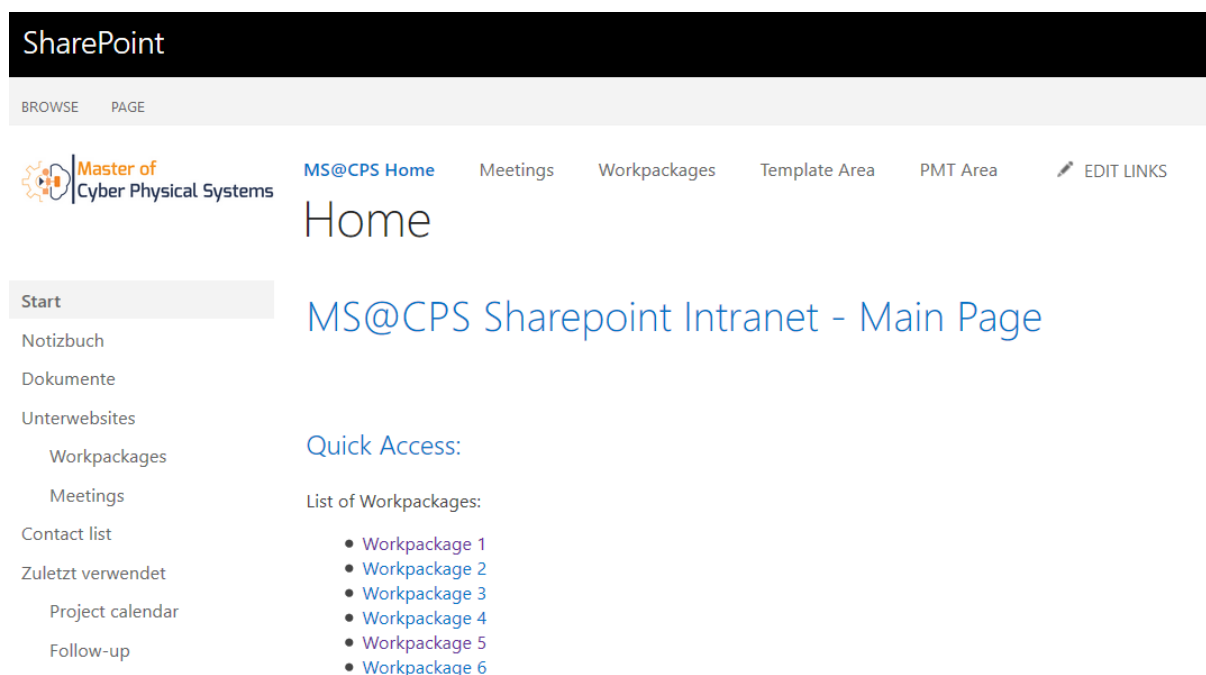 SharePoint
BROWSE PAGE
Master of
Cyber Physical Systems
MS@CPS Home Meetings Workpackages Template Area PMT Area EDIT LINKS
Home
Start
Notizbuch
Dokumente
Unterwebsites
Workpackages
Meetings
Contact list
Zuletzt verwendet
Project calendar
Follow-up
MS@CPS Sharepoint Intranet - Main Page
Quick Access:
List of Workpackages:
Workpackage 1
Workpackage 2
Workpackage 3
Workpackage 4
Workpackage 5
Workpackage 6